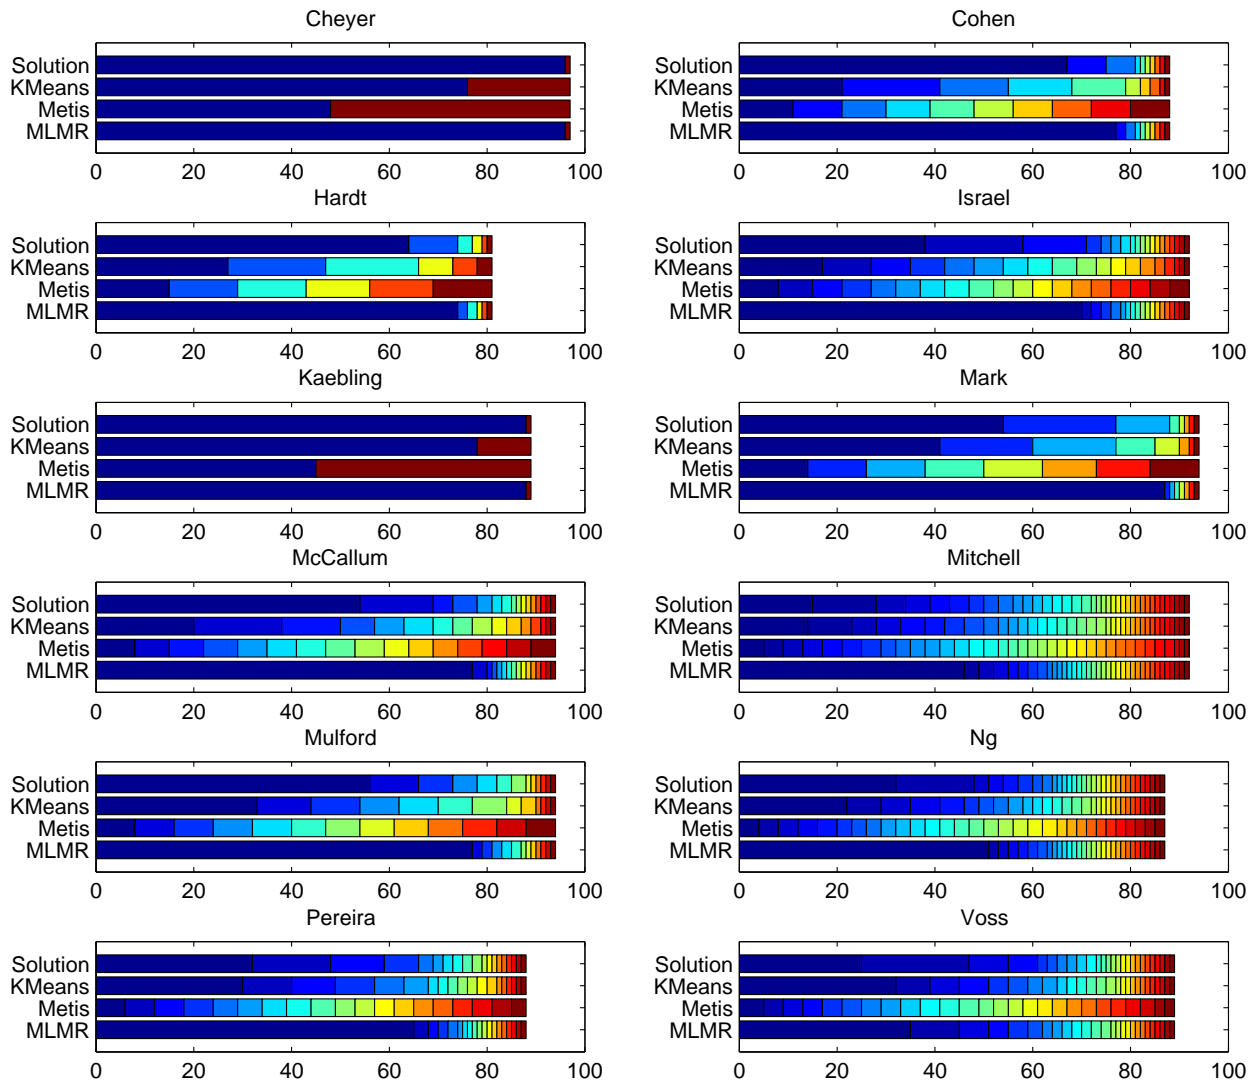 Cheyer
Solution
KMeans
Metis
MLMR
0 20 40 60 80 100
Cohen
Solution
KMeans
Metis
MLMR
0 20 40 60 80 100
Hardt
Solution
KMeans
Metis
MLMR
0 20 40 60 80 100
Israel
Solution
KMeans
Metis
MLMR
0 20 40 60 80 100
Kaebling
Solution
KMeans
Metis
MLMR
0 20 40 60 80 100
Mark
Solution
KMeans
Metis
MLMR
0 20 40 60 80 100
McCallum
Solution
KMeans
Metis
MLMR
0 20 40 60 80 100
Mitchell
Solution
KMeans
Metis
MLMR
0 20 40 60 80 100
Mulford
Solution
KMeans
Metis
MLMR
0 20 40 60 80 100
Ng
Solution
KMeans
Metis
MLMR
0 20 40 60 80 100
Pereira
Solution
KMeans
Metis
MLMR
0 20 40 60 80 100
Voss
Solution
KMeans
Metis
MLMR
0 20 40 60 80 100